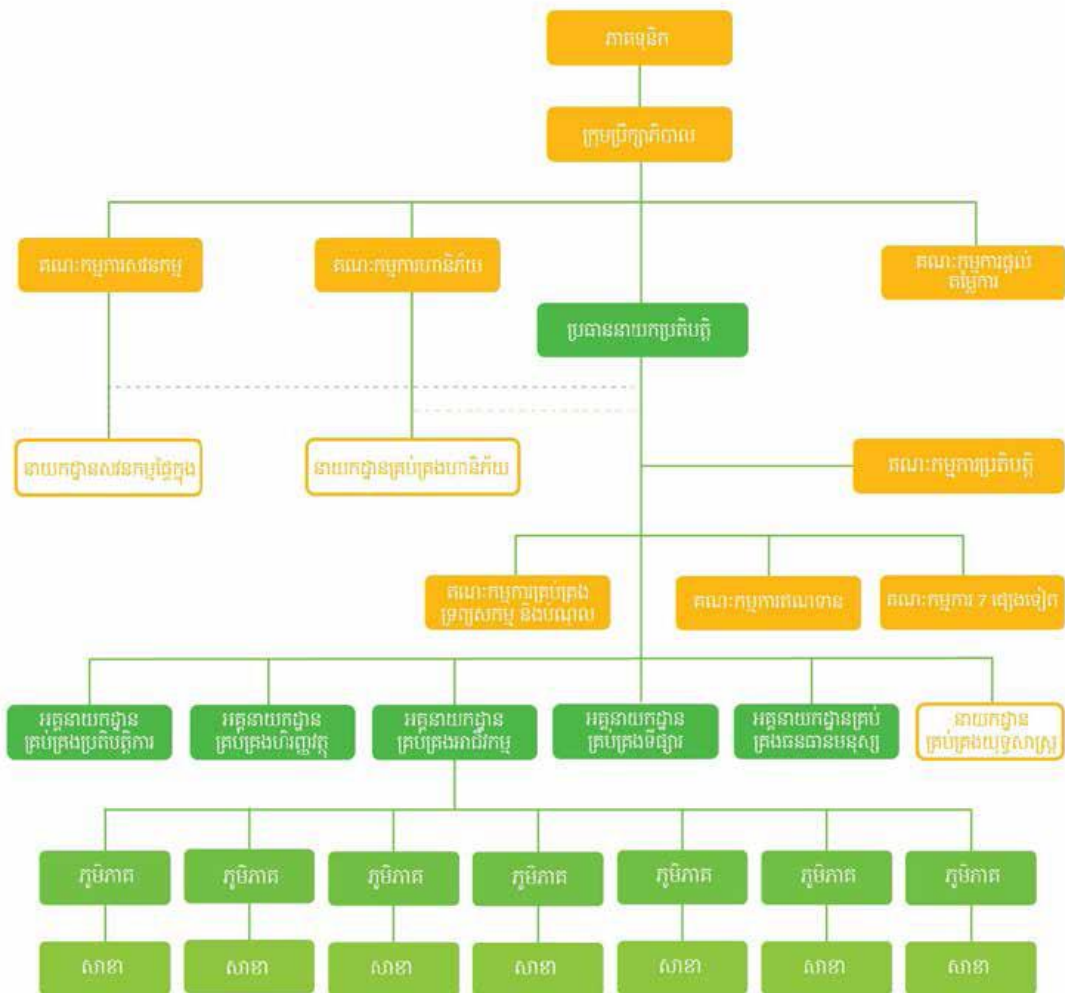 ភាគទុនិក
ក្រុមប្រឹក្សាភិបាល
គណៈកម្មការសវនកម្ម
គណៈកម្មការហានិភ័យ
គណៈកម្មការផ្តល់
តម្លៃការ
ប្រធាននាយកប្រតិបត្តិ
នាយកដ្ឋានសវនកម្មផ្ទៃក្នុង
នាយកដ្ឋានគ្រប់គ្រងហានិភ័យ
គណៈកម្មការប្រតិបត្តិ
គណៈកម្មការគ្រប់គ្រង
ទ្រព្យសកម្ម និងបំណុល
គណៈកម្មការឥណទាន
គណៈកម្មការ 7 ផ្សេងទៀត
អគ្គនាយកដ្ឋាន
គ្រប់គ្រងប្រតិបត្តិការ
អគ្គនាយកដ្ឋាន
គ្រប់គ្រងហិរញ្ញវត្ថុ
អគ្គនាយកដ្ឋាន
គ្រប់គ្រងអាជីវកម្ម
អគ្គនាយកដ្ឋាន
គ្រប់គ្រងទីផ្សារ
អគ្គនាយកដ្ឋានគ្រប់
គ្រងធនធានមនុស្ស
នាយកដ្ឋាន
គ្រប់គ្រងយុទ្ធសាស្ត្រ
ភូមិភាគ
ភូមិភាគ
ភូមិភាគ
ភូមិភាគ
ភូមិភាគ
ភូមិភាគ
ភូមិភាគ
សាខា
សាខា
សាខា
សាខា
សាខា
សាខា
សាខា